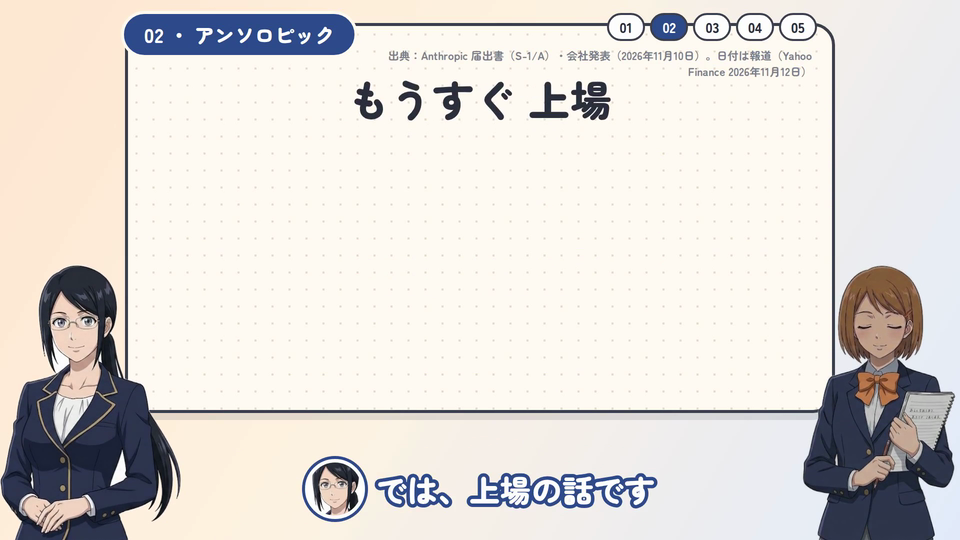 02 ・ アンソロピック
01 02 03 04 05
出典：Anthropic 届出書（S-1/A）・会社発表（2026年11月10日）。日付は報道（Yahoo
Finance 2026年11月12日）
もうすぐ 上場
では、上場の話です